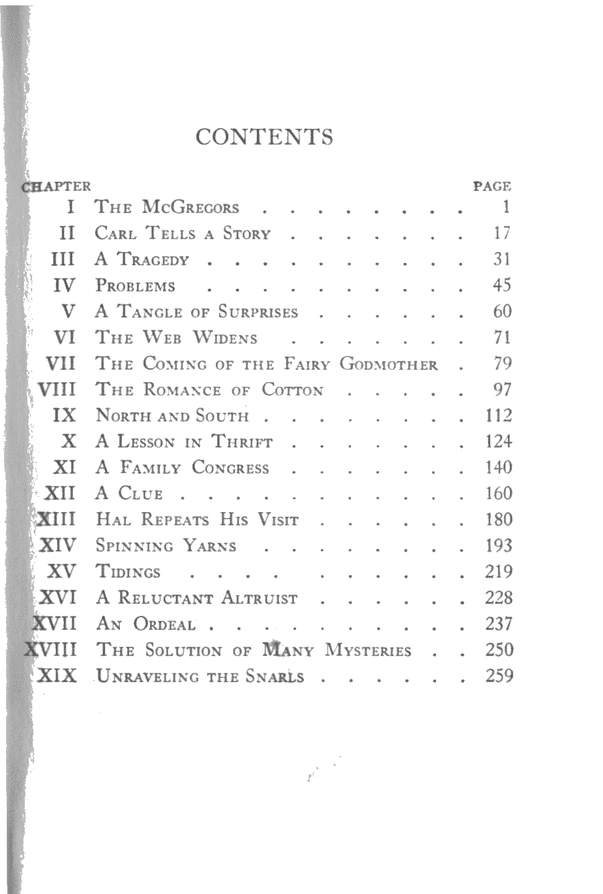 CONTENTS
CHAPTER PAGE
I THE MCGREGORS . . . . . . . . 1
II CARL TELLS A STORY . . . . . . . 17
III A TRAGEDY . . . . . . . . . . 31
IV PROBLEMS . . . . . . . . . 45
V A TANGLE OF SURPRISES . . . . . . 60
VI THE WEB WIDENS . . . . . . . 71
VII THE COMING OF THE FAIRY GODMOTHER . 79
VIII THE ROMANCE OF COTTON . . . . . 97
IX NORTH AND SOUTH . . . . . . . . 112
X A LESSON IN THRIFT . . . . . . . 124
XI A FAMILY CONGRESS . . . . . . . 140
XII A CLUE . . . . . . . . . . . 160
XIII HAL REPEATS HIS VISIT . . . . . . 180
XIV SPINNING YARNS . . . . . . . . 193
XV TIDINGS . . . . . . . . . . 219
XVI A RELUCTANT ALTRUIST . . . . . . 228
XVII AN ORDEAL . . . . . . . . . . 237
XVIII THE SOLUTION OF MANY MYSTERIES . . 250
XIX UNRAVELING THE SNARLS . . . . . . 259